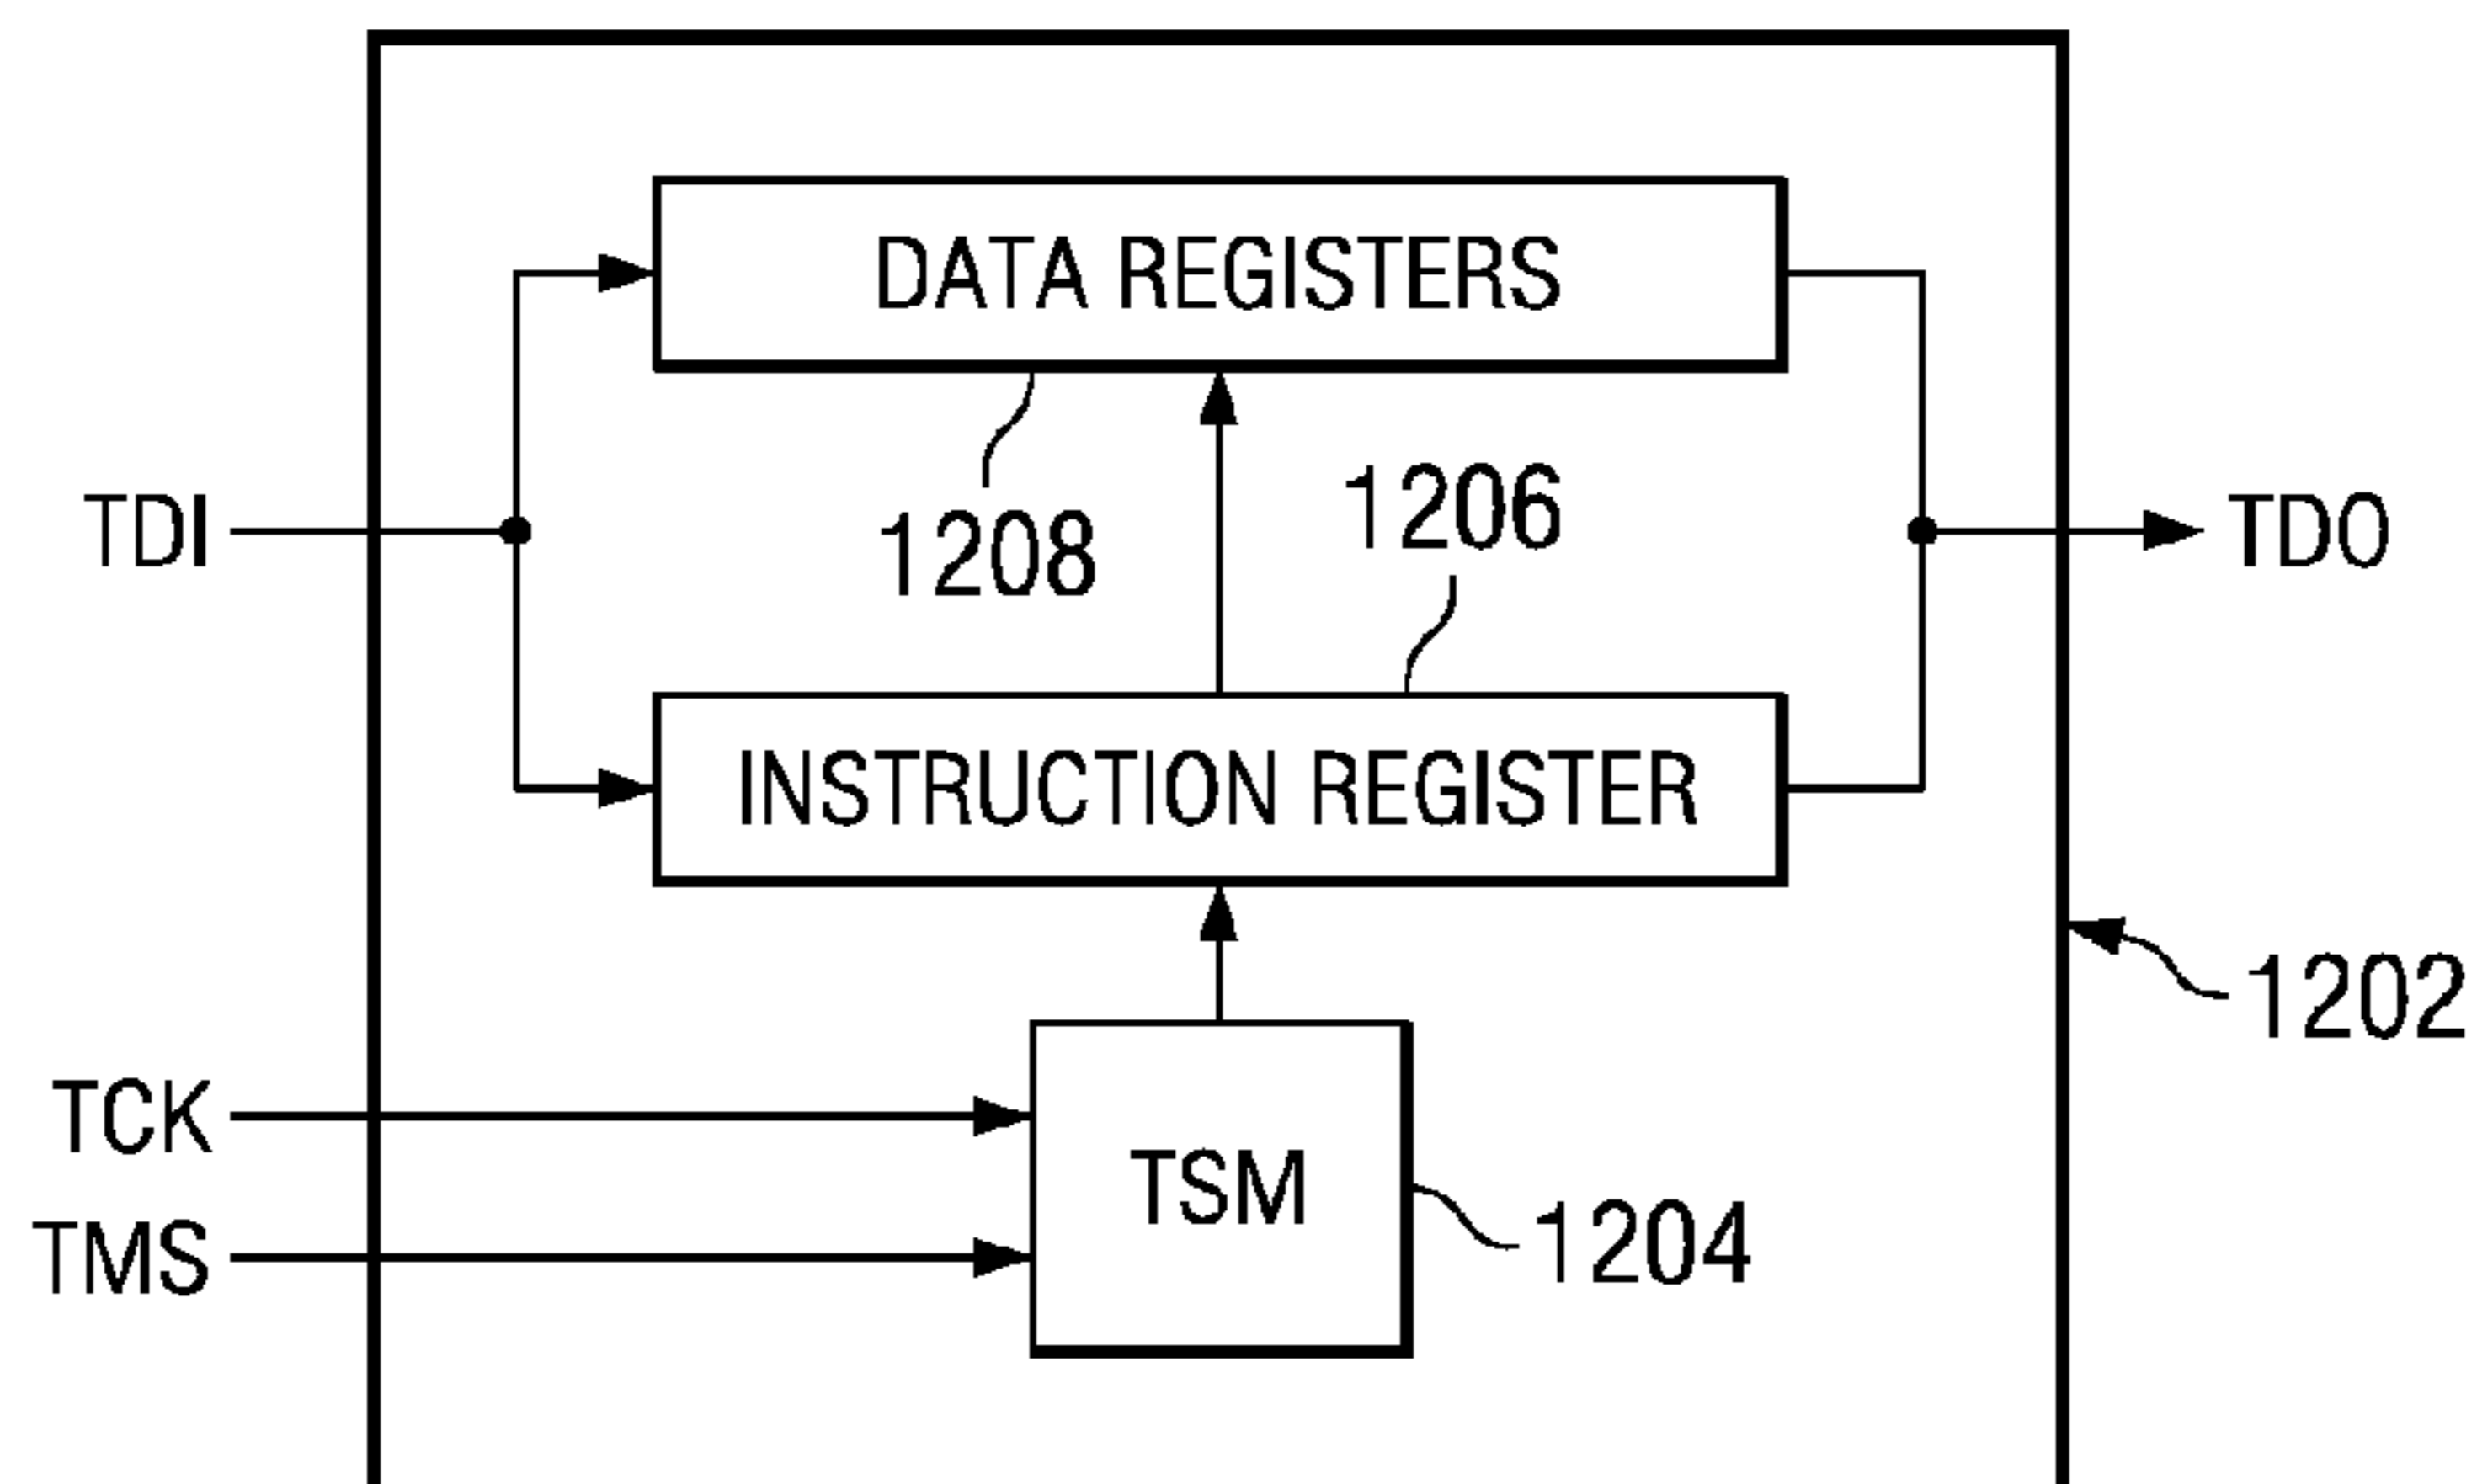 DATA REGISTERS
1206
TDI
1208
TDO
INSTRUCTION REGISTER
1202
TCK
TSM
TMS
1204